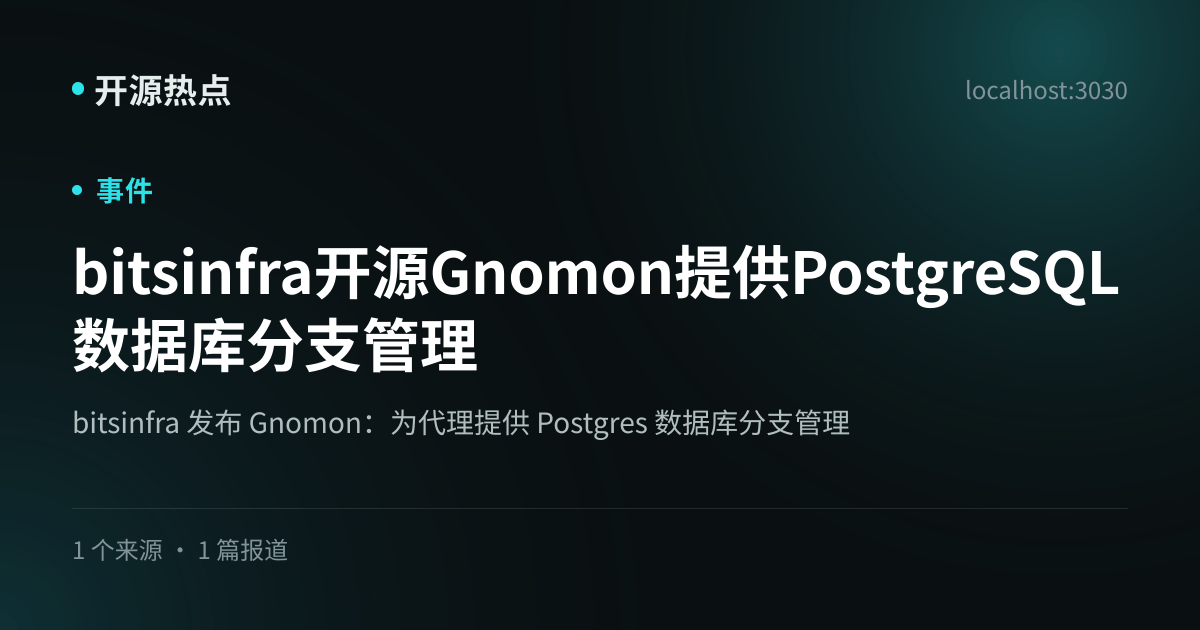 开源热点
localhost:3030
事件
bitsinfra开源Gnomon提供PostgreSQL
数据库分支管理
bitsinfra 发布 Gnomon：为代理提供 Postgres 数据库分支管理
1 个来源 · 1 篇报道